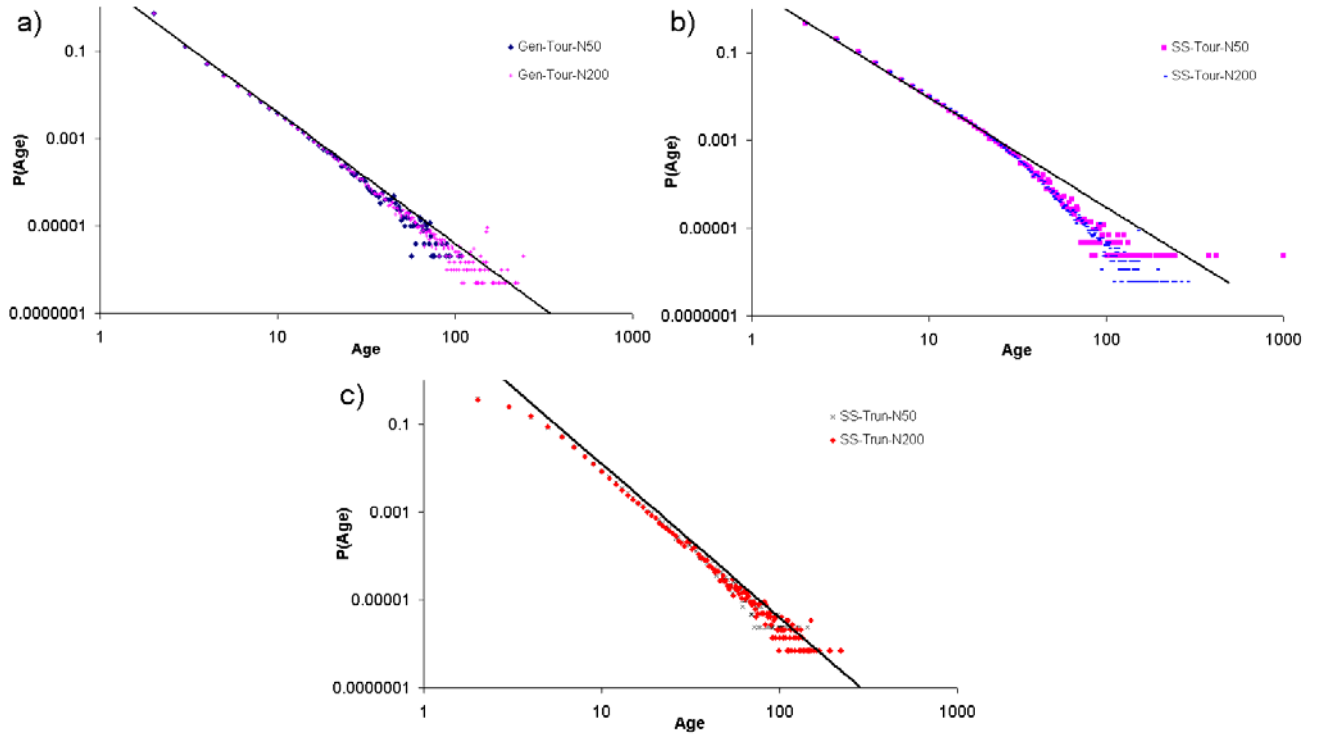 a)
Gen-Tour-N50
Gen-Tour-N200
P(Age)
0.1
0.001
0.00001
0.0000001
1
10
100
1000
Age
b)
SS-Tour-N50
SS-Tour-N200
P(Age)
0.1
0.001
0.00001
0.0000001
1
10
100
1000
Age
c)
SS-Trun-N50
SS-Trun-N200
P(Age)
0.1
0.001
0.00001
0.0000001
1
10
100
1000
Age